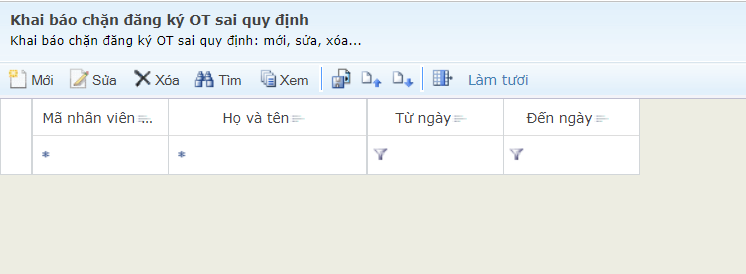 Khai báo chặn đăng ký OT sai quy định
Khai báo chặn đăng ký OT sai quy định: mới, sửa, xóa...
Mới Sửa Xóa Tìm Xem Làm tươi
Mã nhân viên ... Họ và tên Từ ngày Đến ngày
* *